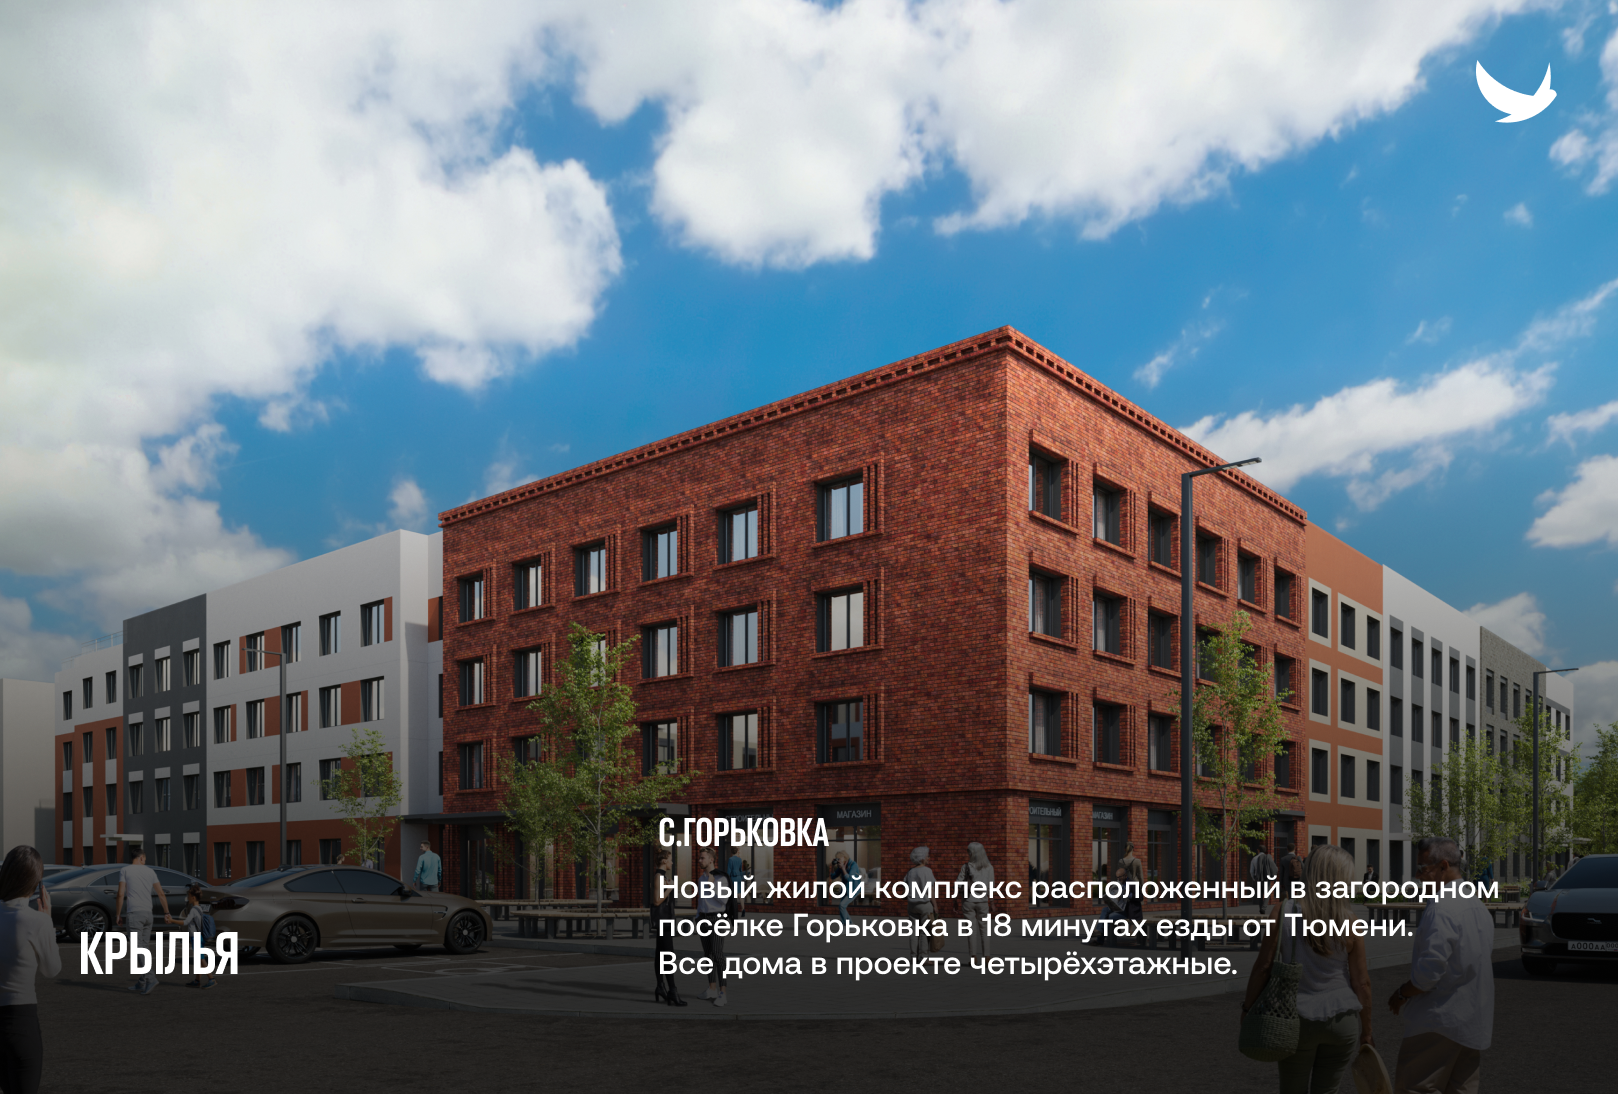 МАГАЗИН
МАГАЗИН
С.ГОРЬКОВКА
Новый жилой комплекс расположенный в загородном
посёлке Горьковка в 18 минутах езды от Тюмени.
Все дома в проекте четырёхэтажные.
КРЫЛЬЯ